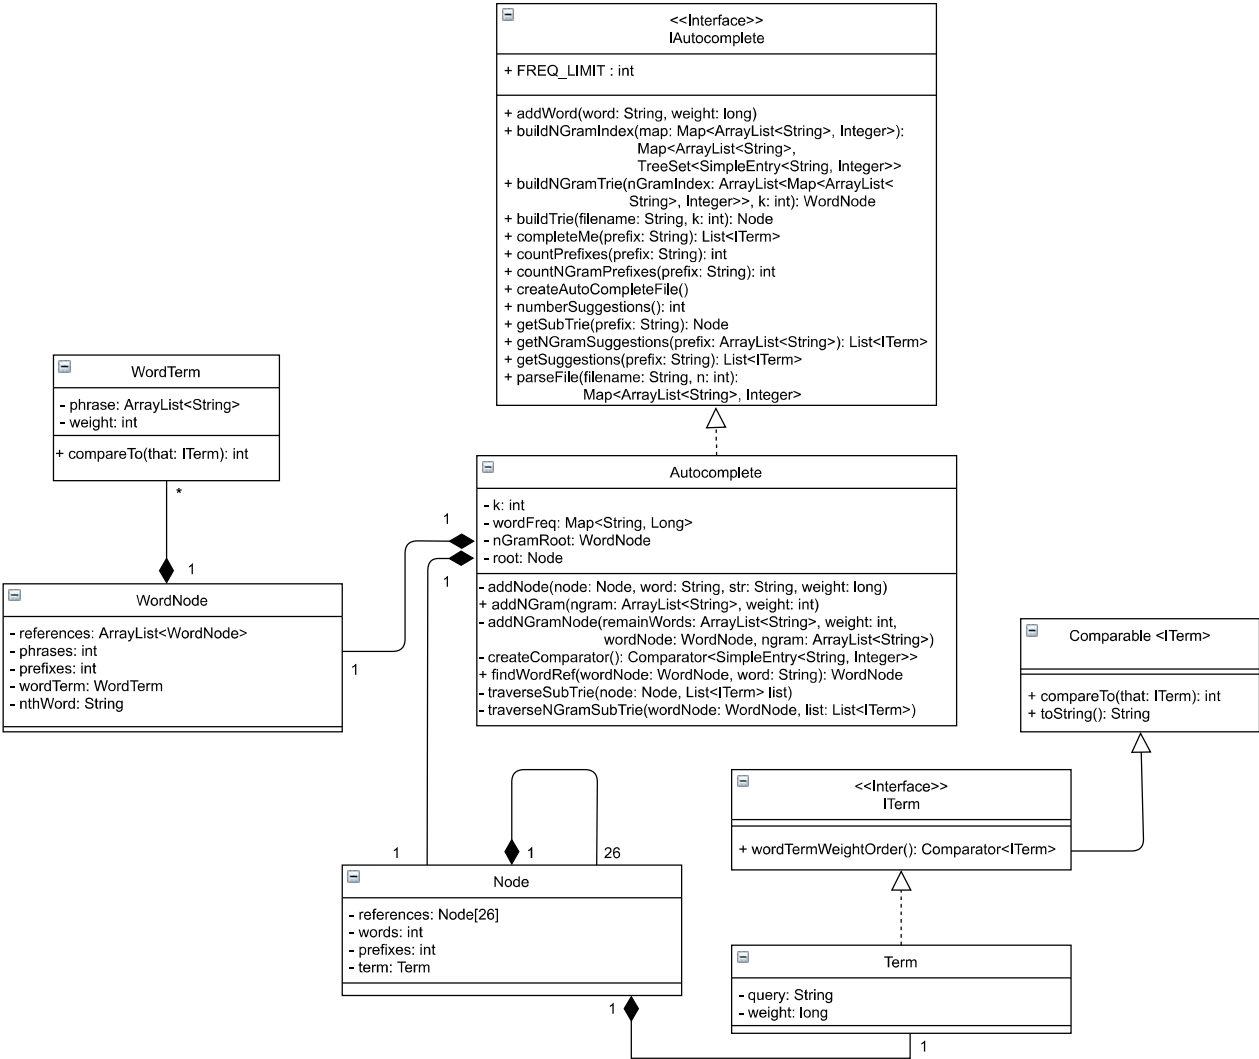 <<Interface>>
IAutocomplete
+ FREQ_LIMIT : int
+ addWord(word: String, weight: long)
+ buildNGramIndex(map: Map<ArrayList<String>, Integer>):
Map<ArrayList<String>,
TreeSet<SimpleEntry<String, Integer>>
+ buildNGramTrie(nGramIndex: ArrayList<Map<ArrayList<
String>, Integer>>, k: int): WordNode
+ buildTrie(filename: String, k: int): Node
+ completeMe(prefix: String): List<ITerm>
+ countPrefixes(prefix: String): int
+ countNGramPrefixes(prefix: String): int
+ createAutoCompleteFile()
+ numberSuggestions(): int
+ getSubTrie(prefix: String): Node
+ getNGramSuggestions(prefix: ArrayList<String>): List<ITerm>
+ getSuggestions(prefix: String): List<ITerm>
+ parseFile(filename: String, n: int):
Map<ArrayList<String>, Integer>
WordTerm
- phrase: ArrayList<String>
- weight: int
+ compareTo(that: ITerm): int
*
1
WordNode
- references: ArrayList<WordNode>
- phrases: int
- prefixes: int
- wordTerm: WordTerm
- nthWord: String
1
Autocomplete
- k: int
- wordFreq: Map<String, Long>
- nGramRoot: WordNode
- root: Node
1
1
- addNode(node: Node, word: String, str: String, weight: long)
+ addNGram(ngram: ArrayList<String>, weight: int)
- addNGramNode(remainWords: ArrayList<String>, weight: int,
wordNode: WordNode, ngram: ArrayList<String>)
- createComparator(): Comparator<SimpleEntry<String, Integer>>
+ findWordRef(wordNode: WordNode, word: String): WordNode
- traverseSubTrie(node: Node, List<ITerm> list)
- traverseNGramSubTrie(wordNode: WordNode, list: List<ITerm>)
Comparable <ITerm>
+ compareTo(that: ITerm): int
+ toString(): String
<<Interface>>
ITerm
+ wordTermWeightOrder(): Comparator<ITerm>
1
1
26
Node
- references: Node[26]
- words: int
- prefixes: int
- term: Term
1
Term
- query: String
- weight: long
1